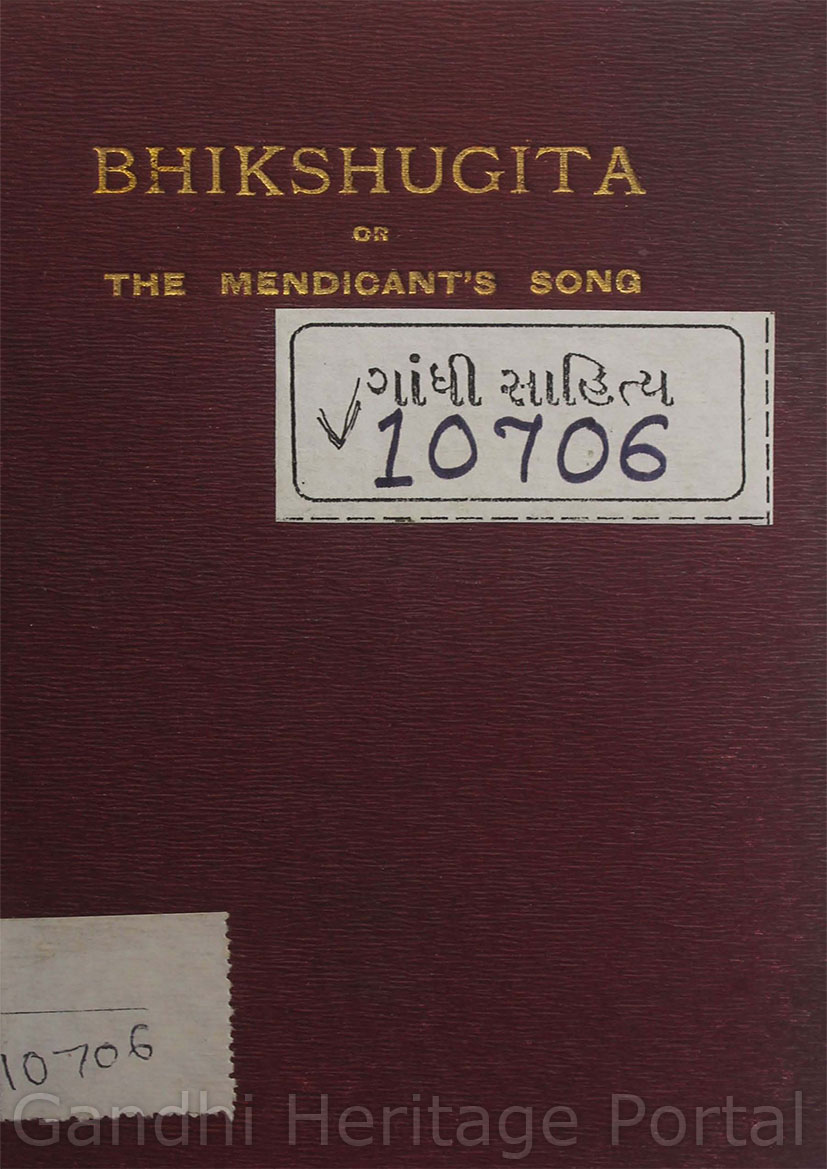 BHIKSHUGITA
OR
THE MENDICANT'S SONG
ગાંધી સાહિત્ય
10706
10706
Gandhi Heritage Portal